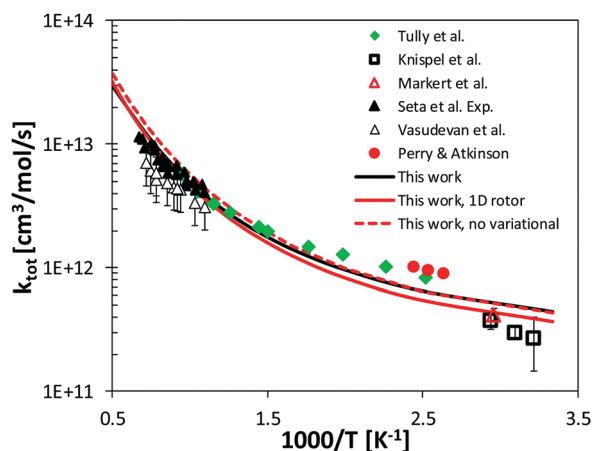 1E+14
1E+13
1E+12
1E+11
k_tot [cm³/mol/s]
Tully et al.
Knispel et al.
Markert et al.
Seta et al. Exp.
Vasudevan et al.
Perry & Atkinson
This work
This work, 1D rotor
This work, no variational
0.5 1.5 2.5 3.5
1000/T [K⁻¹]